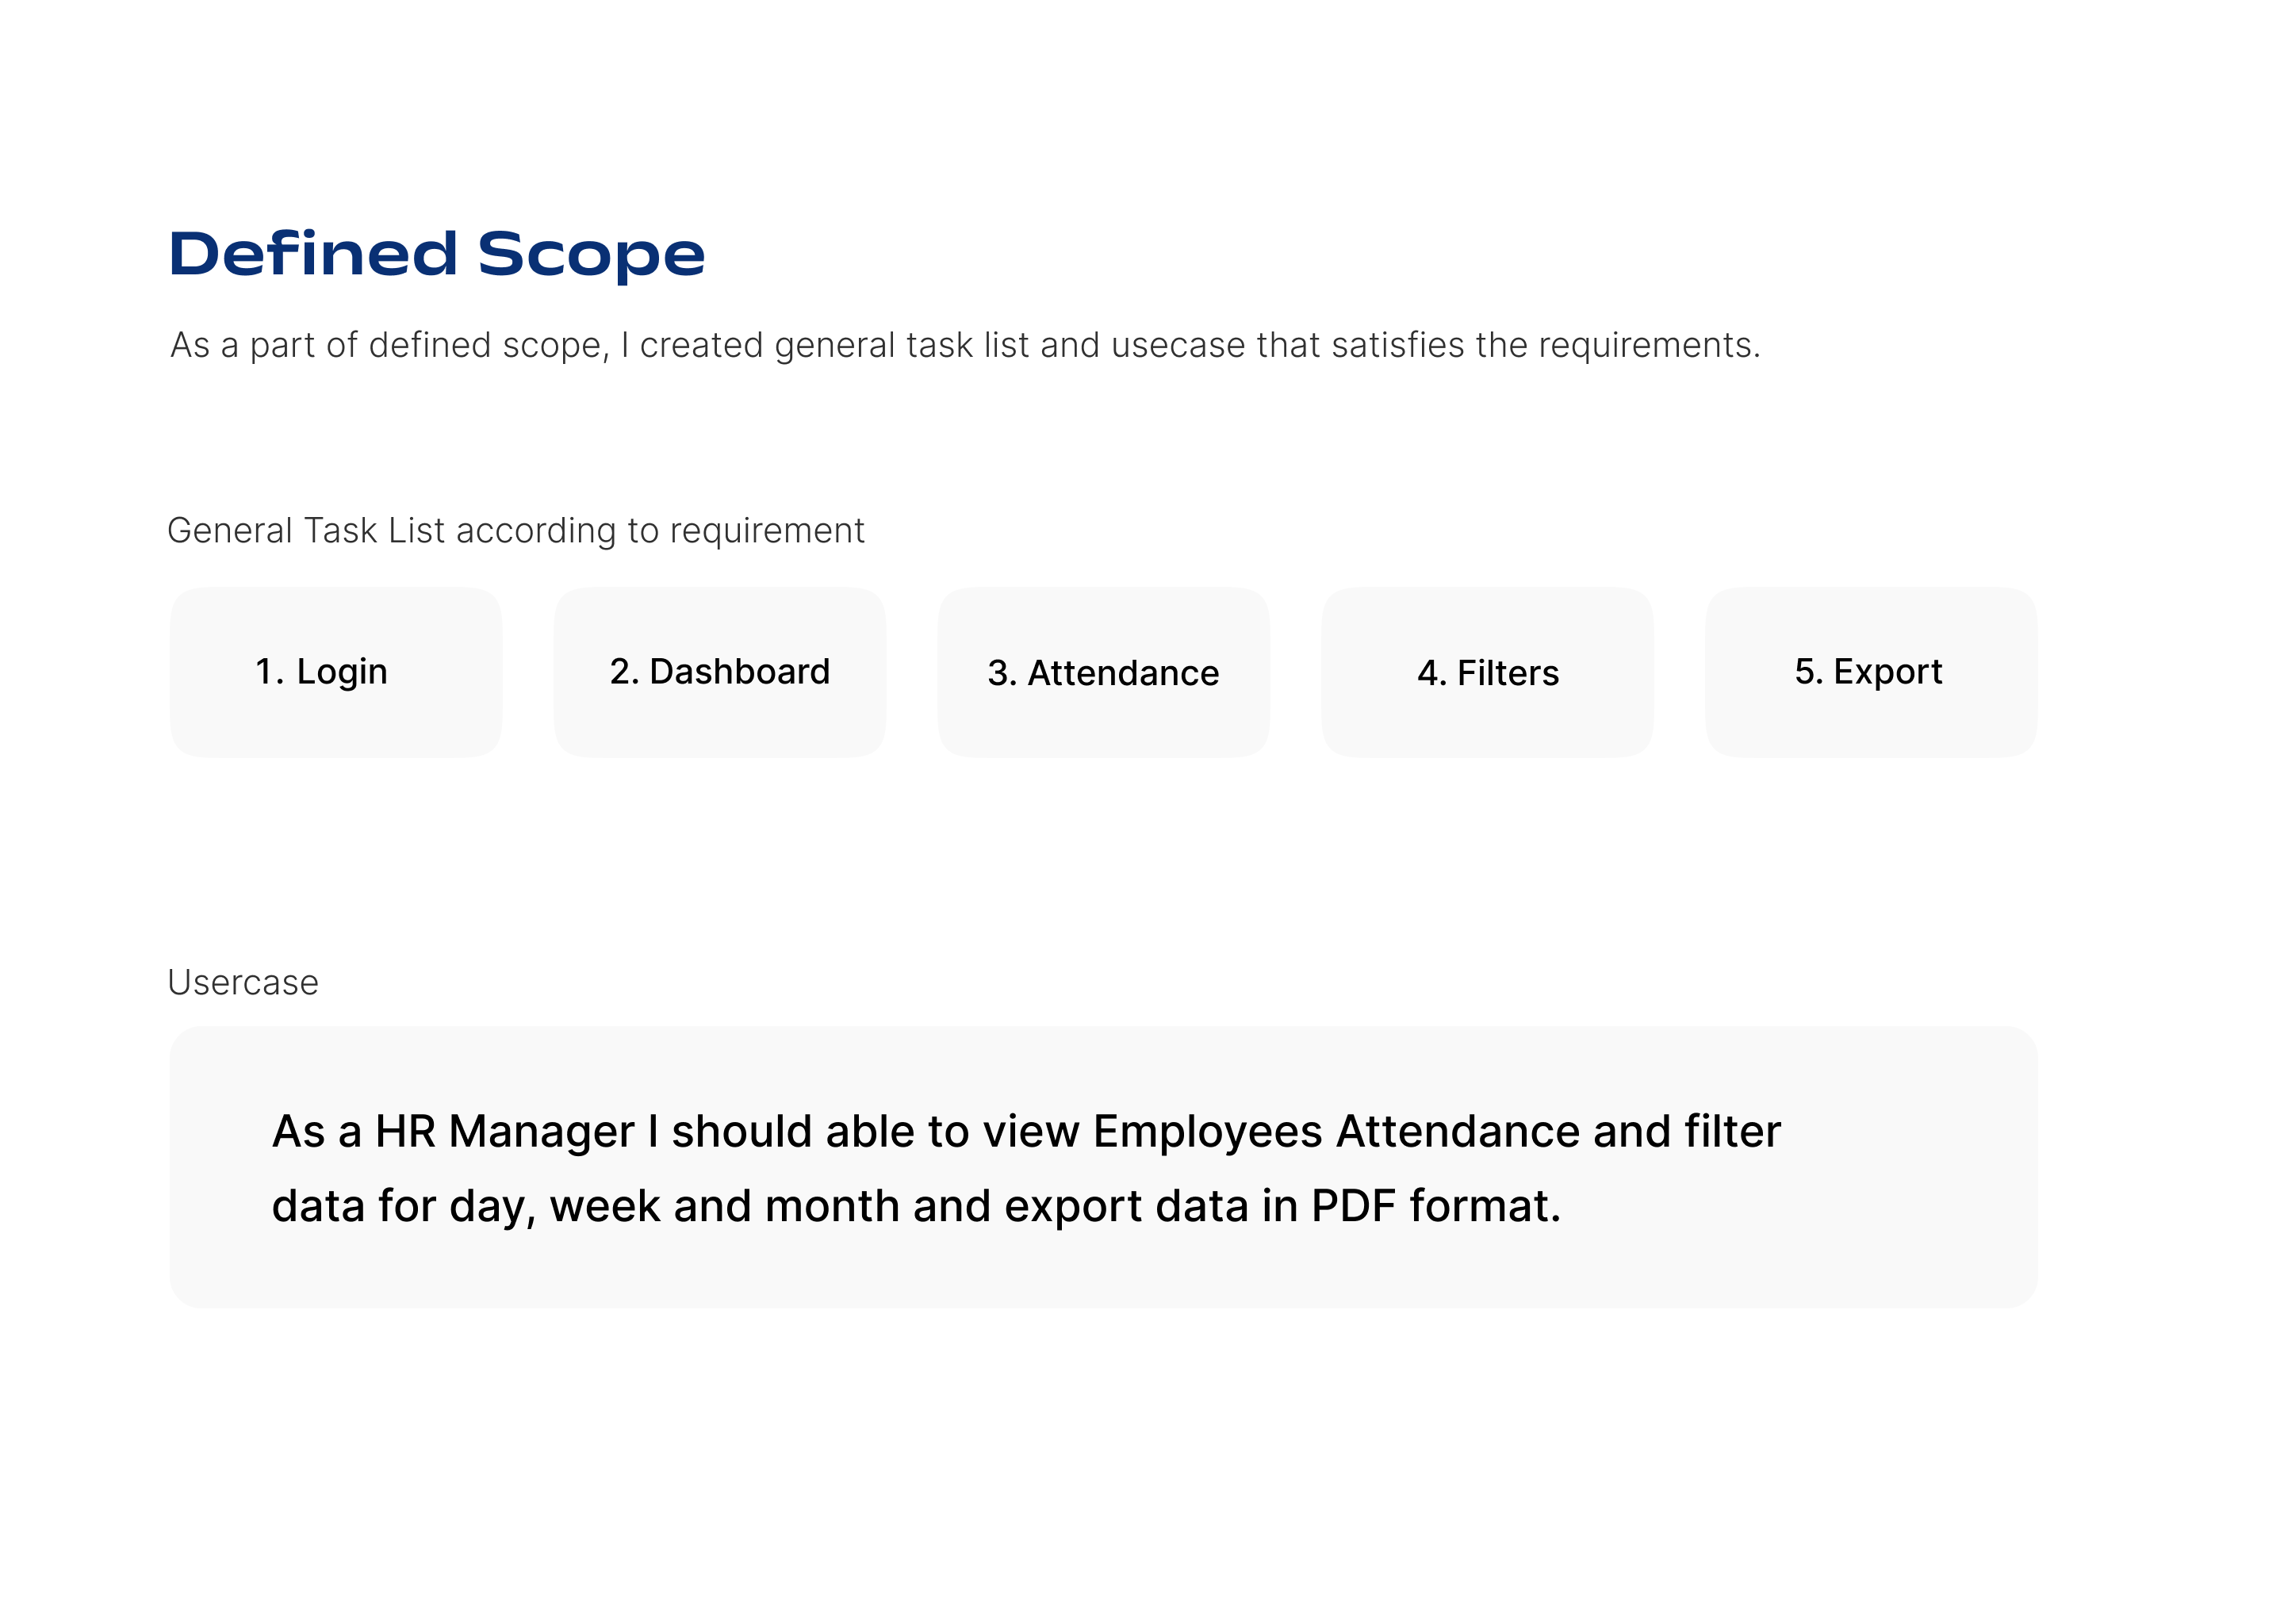 Defined Scope
As a part of defined scope, I created general task list and usecase that satisfies the requirements.
General Task List according to requirement
1. Login
2. Dashboard
3. Attendance
4. Filters
5. Export
Usercase
As a HR Manager I should able to view Employees Attendance and filter
data for day, week and month and export data in PDF format.